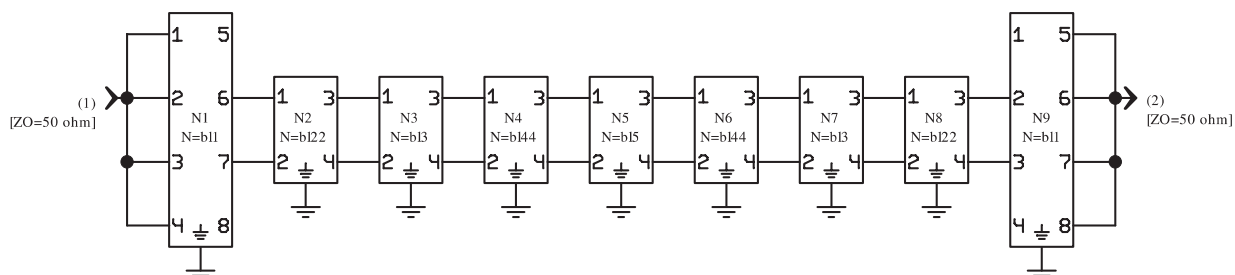 1 5
1 5
1 3
1 3
1 3
1 3
1 3
1 3
1 3
(1)
2 6
2 6
(2)
[ZO=50 ohm]
[ZO=50 ohm]
N1
N=bl1
N2
N=bl22
N3
N=bl3
N4
N=bl44
N5
N=bl5
N6
N=bl44
N7
N=bl3
N8
N=bl22
N9
N=bl1
3 7
2 4
2 4
2 4
2 4
2 4
2 4
2 4
3 7
4 8
4 8